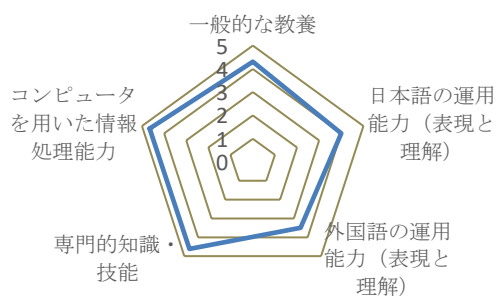 一般的な教養
5
4
3
2
1
0
日本語の運用
能力（表現と
理解）
外国語の運用
能力（表現と
理解）
専門的知識・
技能
コンピュータ
を用いた情報
処理能力